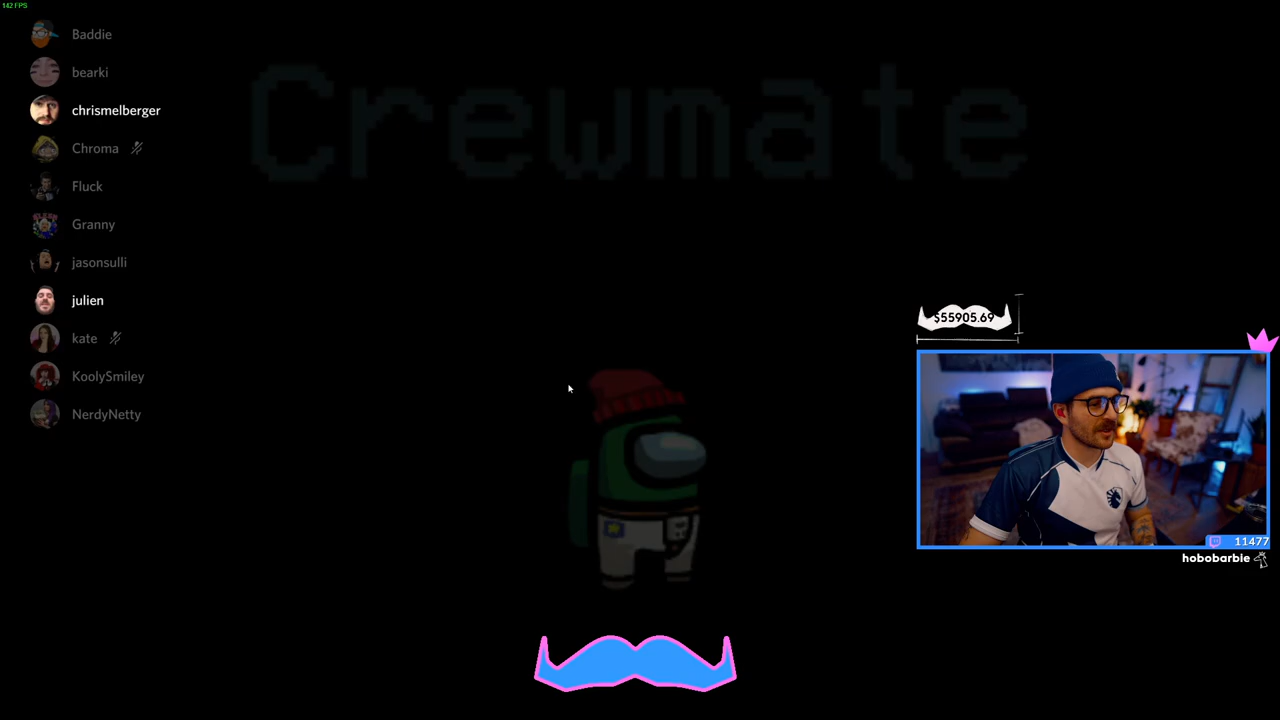 142 FPS
Baddie
bearki
chrismelberger
Chroma
Fluck
Granny
jasonsulli
julien
kate
KoolySmiley
NerdyNetty
Crewmate
$55905.69
11477
hobobarbie